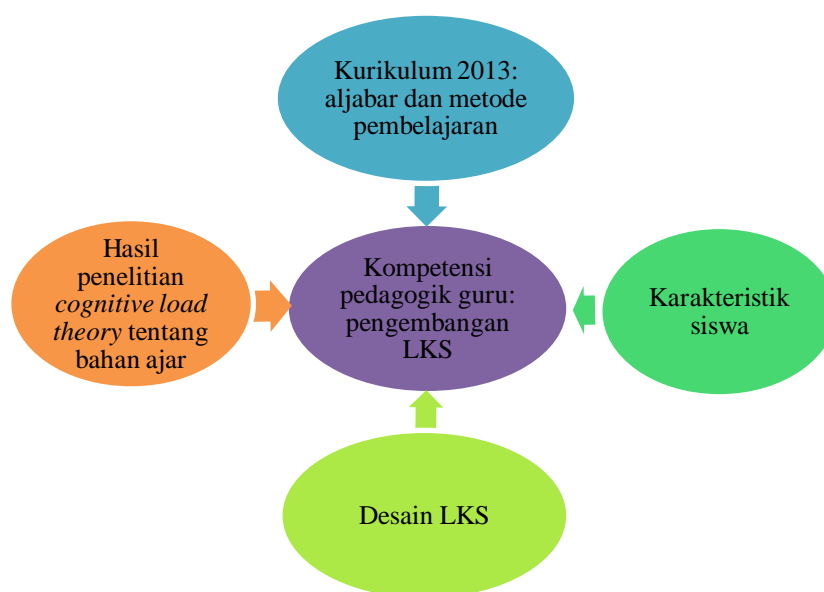 Kurikulum 2013:
aljabar dan metode
pembelajaran
Hasil
penelitian
cognitive load
theory tentang
bahan ajar
Kompetensi
pedagogik guru:
pengembangan
LKS
Karakteristik
siswa
Desain LKS